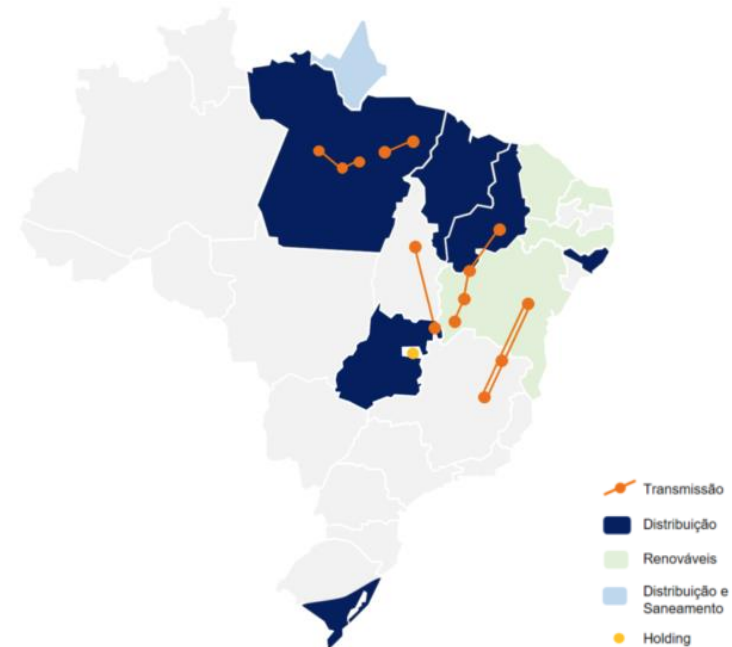 Transmissão
Distribuição
Renováveis
Distribuição e
Saneamento
Holding